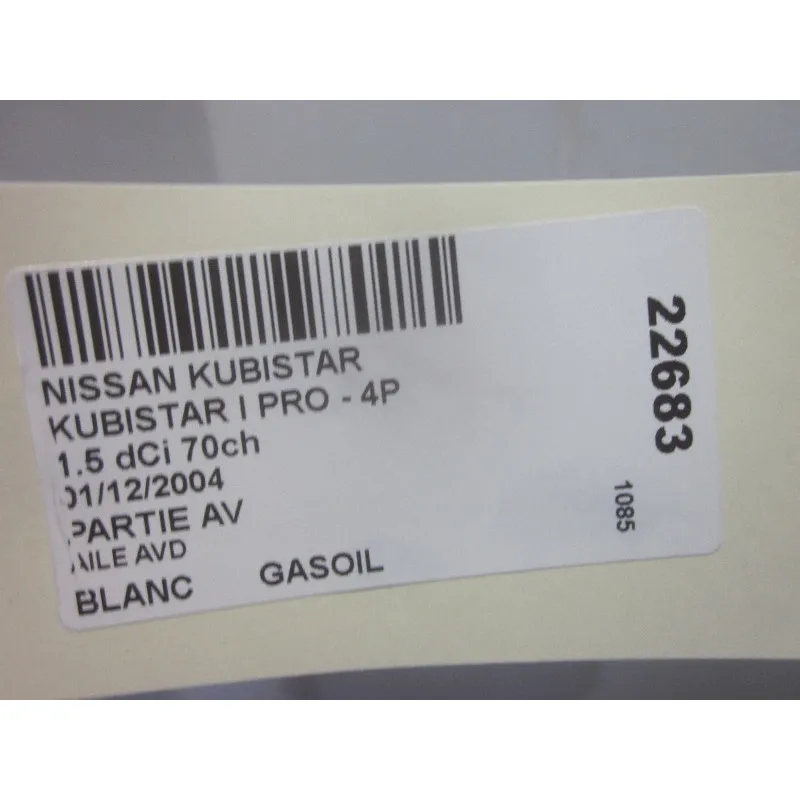 NISSAN KUBISTAR
KUBISTAR I PRO - 4P
1.5 dCi 70ch
01/12/2004
PARTIE AV
AILE AVD
BLANC GASOIL
22683
1085